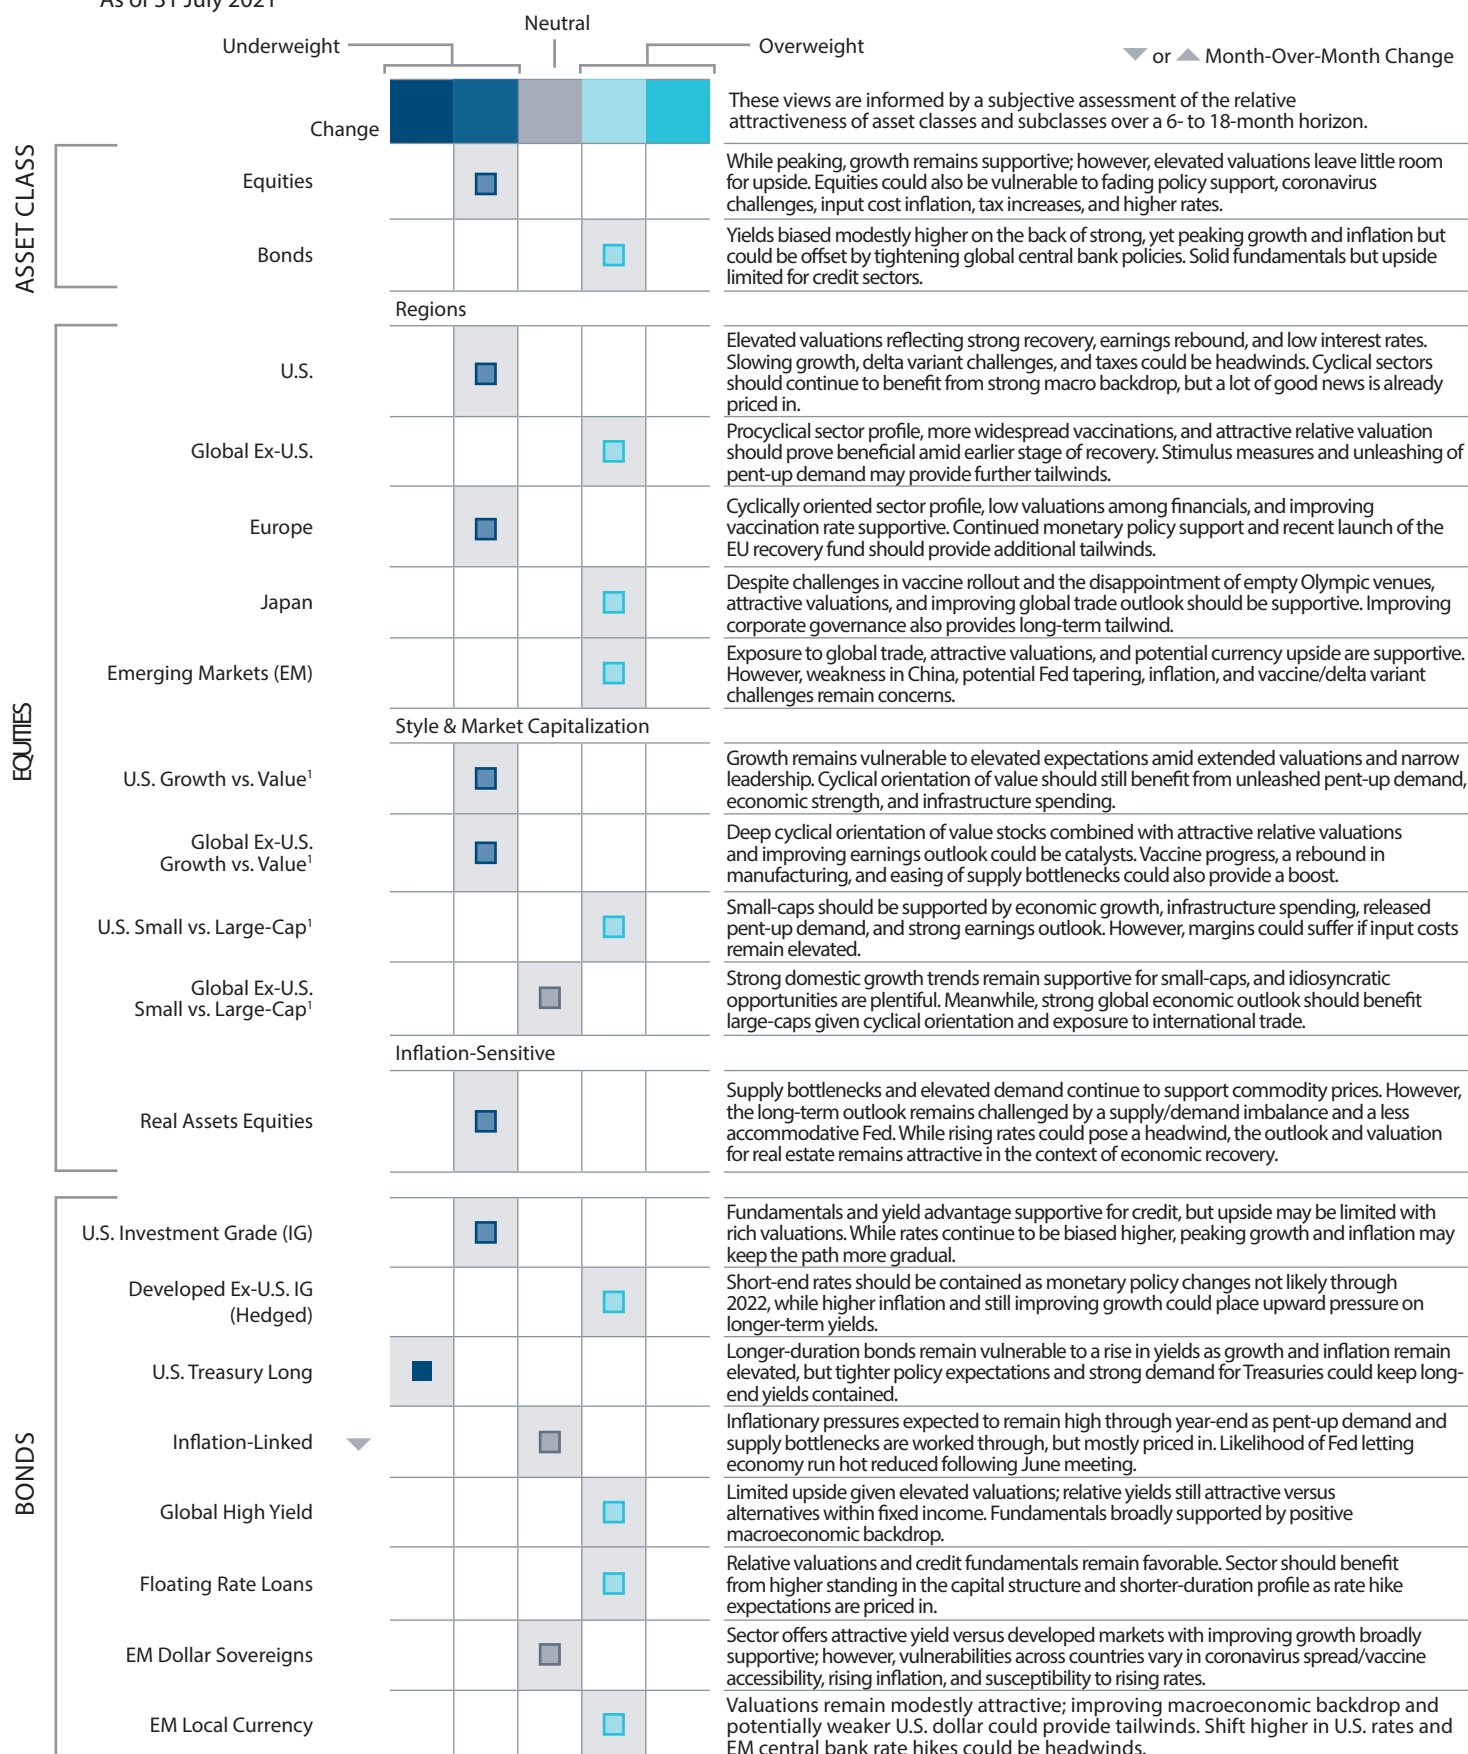 As of 31 July 2021
Neutral
Underweight
Overweight
or Month-Over-Month Change
Change
These views are informed by a subjective assessment of the relative
attractiveness of asset classes and subclasses over a 6- to 18-month horizon.
ASSET CLASS
Equities
While peaking, growth remains supportive; however, elevated valuations leave little room
for upside. Equities could also be vulnerable to fading policy support, coronavirus
challenges, input cost inflation, tax increases, and higher rates.
Bonds
Yields biased modestly higher on the back of strong, yet peaking growth and inflation but
could be offset by tightening global central bank policies. Solid fundamentals but upside
limited for credit sectors.
EQUITIES
Regions
U.S.
Elevated valuations reflecting strong recovery, earnings rebound, and low interest rates.
Slowing growth, delta variant challenges, and taxes could be headwinds. Cyclical sectors
should continue to benefit from strong macro backdrop, but a lot of good news is already
priced in.
Global Ex-U.S.
Procyclical sector profile, more widespread vaccinations, and attractive relative valuation
should prove beneficial amid earlier stage of recovery. Stimulus measures and unleashing of
pent-up demand may provide further tailwinds.
Europe
Cyclically oriented sector profile, low valuations among financials, and improving
vaccination rate supportive. Continued monetary policy support and recent launch of the
EU recovery fund should provide additional tailwinds.
Japan
Despite challenges in vaccine rollout and the disappointment of empty Olympic venues,
attractive valuations, and improving global trade outlook should be supportive. Improving
corporate governance also provides long-term tailwind.
Emerging Markets (EM)
Exposure to global trade, attractive valuations, and potential currency upside are supportive.
However, weakness in China, potential Fed tapering, inflation, and vaccine/delta variant
challenges remain concerns.
Style & Market Capitalization
U.S. Growth vs. Value¹
Growth remains vulnerable to elevated expectations amid extended valuations and narrow
leadership. Cyclical orientation of value should still benefit from unleashed pent-up demand,
economic strength, and infrastructure spending.
Global Ex-U.S.
Growth vs. Value¹
Deep cyclical orientation of value stocks combined with attractive relative valuations
and improving earnings outlook could be catalysts. Vaccine progress, a rebound in
manufacturing, and easing of supply bottlenecks could also provide a boost.
U.S. Small vs. Large-Cap¹
Small-caps should be supported by economic growth, infrastructure spending, released
pent-up demand, and strong earnings outlook. However, margins could suffer if input costs
remain elevated.
Global Ex-U.S.
Small vs. Large-Cap¹
Strong domestic growth trends remain supportive for small-caps, and idiosyncratic
opportunities are plentiful. Meanwhile, strong global economic outlook should benefit
large-caps given cyclical orientation and exposure to international trade.
Inflation-Sensitive
Real Assets Equities
Supply bottlenecks and elevated demand continue to support commodity prices. However,
the long-term outlook remains challenged by a supply/demand imbalance and a less
accommodative Fed. While rising rates could pose a headwind, the outlook and valuation
for real estate remains attractive in the context of economic recovery.
BONDS
U.S. Investment Grade (IG)
Fundamentals and yield advantage supportive for credit, but upside may be limited with
rich valuations. While rates continue to be biased higher, peaking growth and inflation may
keep the path more gradual.
Developed Ex-U.S. IG
(Hedged)
Short-end rates should be contained as monetary policy changes not likely through
2022, while higher inflation and still improving growth could place upward pressure on
longer-term yields.
U.S. Treasury Long
Longer-duration bonds remain vulnerable to a rise in yields as growth and inflation remain
elevated, but tighter policy expectations and strong demand for Treasuries could keep long-
end yields contained.
Inflation-Linked
Inflationary pressures expected to remain high through year-end as pent-up demand and
supply bottlenecks are worked through, but mostly priced in. Likelihood of Fed letting
economy run hot reduced following June meeting.
Global High Yield
Limited upside given elevated valuations; relative yields still attractive versus
alternatives within fixed income. Fundamentals broadly supported by positive
macroeconomic backdrop.
Floating Rate Loans
Relative valuations and credit fundamentals remain favorable. Sector should benefit
from higher standing in the capital structure and shorter-duration profile as rate hike
expectations are priced in.
EM Dollar Sovereigns
Sector offers attractive yield versus developed markets with improving growth broadly
supportive; however, vulnerabilities across countries vary in coronavirus spread/vaccine
accessibility, rising inflation, and susceptibility to rising rates.
EM Local Currency
Valuations remain modestly attractive; improving macroeconomic backdrop and
potentially weaker U.S. dollar could provide tailwinds. Shift higher in U.S. rates and
EM central bank rate hikes could be headwinds.